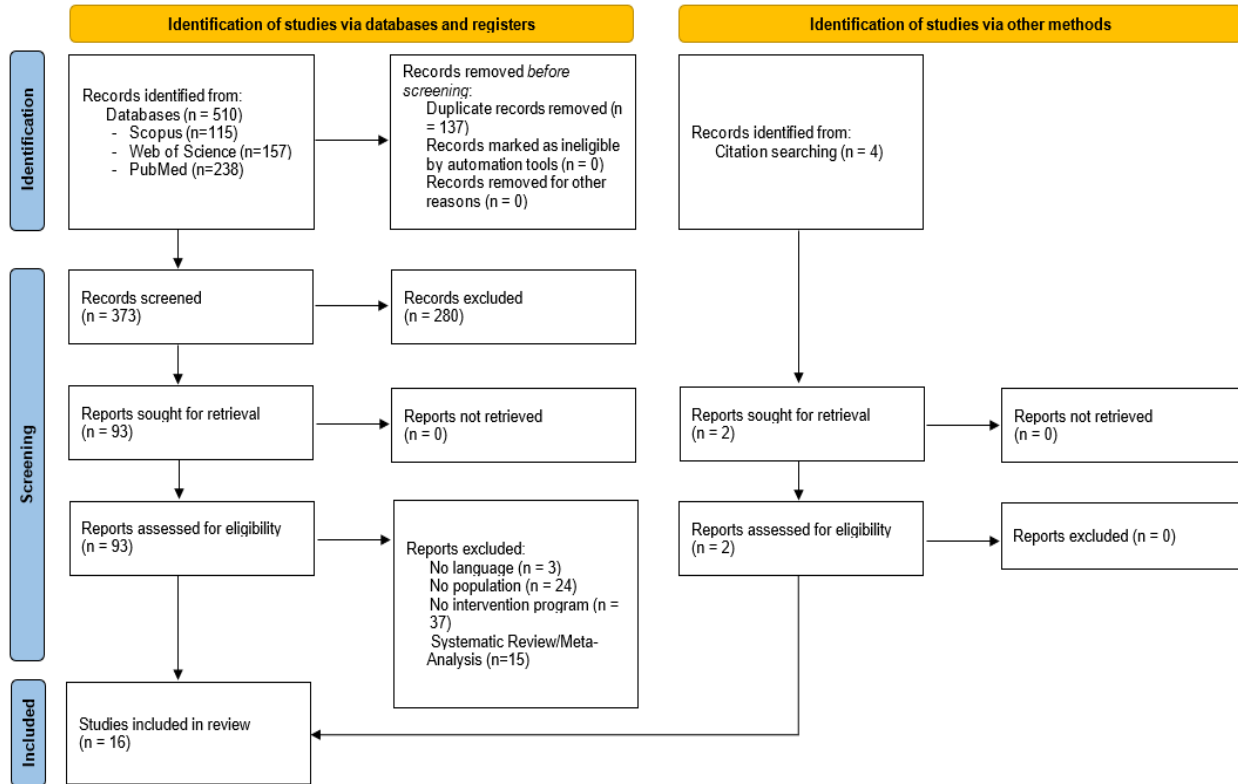 Identification of studies via databases and registers
Identification of studies via other methods
Identification
Records identified from:
Databases (n = 510)
- Scopus (n=115)
- Web of Science (n=157)
- PubMed (n=238)
Records removed before
screening:
Duplicate records removed (n
= 137)
Records marked as ineligible
by automation tools (n = 0)
Records removed for other
reasons (n = 0)
Records identified from:
Citation searching (n = 4)
Screening
Records screened
(n = 373)
Records excluded
(n = 280)
Reports sought for retrieval
(n = 93)
Reports not retrieved
(n = 0)
Reports sought for retrieval
(n = 2)
Reports not retrieved
(n = 0)
Reports assessed for eligibility
(n = 93)
Reports excluded:
No language (n = 3)
No population (n = 24)
No intervention program (n =
37)
Systematic Review/Meta-
Analysis (n=15)
Reports assessed for eligibility
(n = 2)
Reports excluded (n = 0)
Included
Studies included in review
(n = 16)